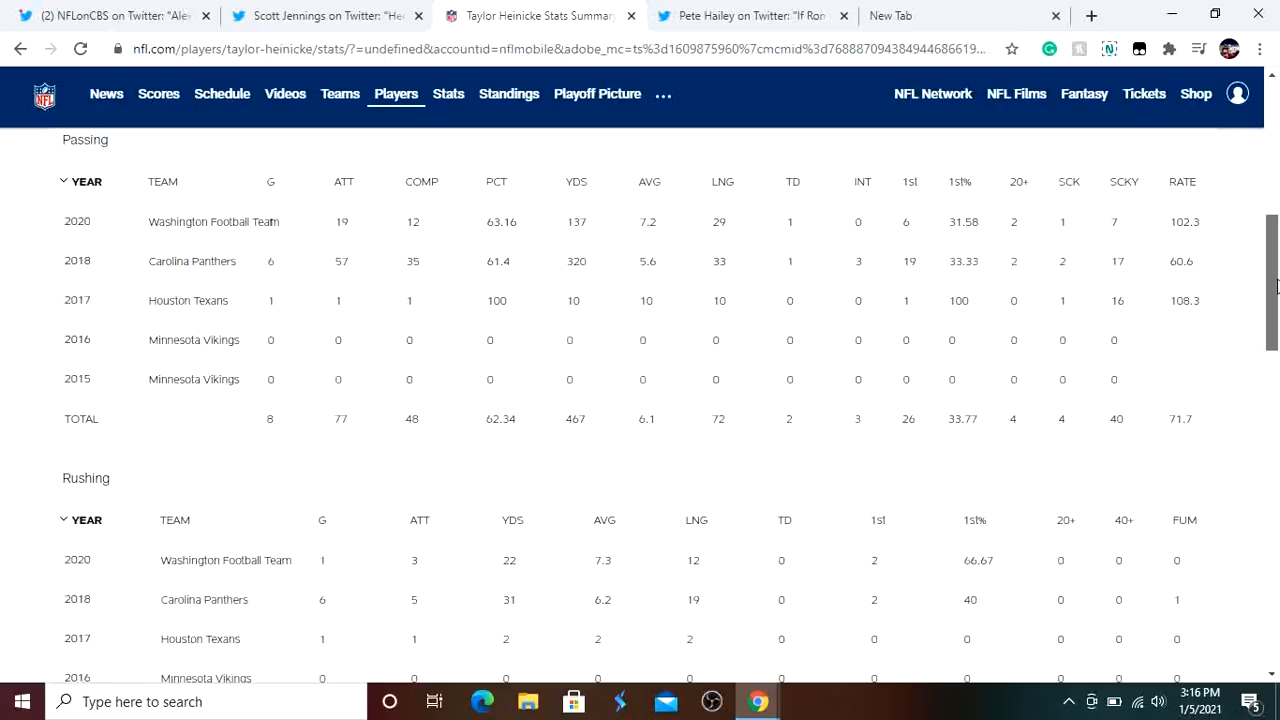 (2) NFLonCBS on Twitter: "Ale: Scott Jennings on Twitter: "He Taylor Heinicke Stats Summar Pete Hailey on Twitter: "If Ron New Tab
nfl.com/players/taylor-heinicke/stats/?=undefined&accountid=nflmobile&adobe_mc=ts%3d1609875960%7cmcmid%3d768887094384944686619...
NFL News Scores Schedule Videos Teams Players Stats Standings Playoff Picture ... NFL Network NFL Films Fantasy Tickets Shop
Passing
YEAR TEAM G ATT COMP PCT YDS AVG LNG TD INT 1st 1st% 20+ SCK SCKY RATE
2020 Washington Football Team 1 19 12 63.16 137 7.2 29 1 0 6 31.58 2 1 7 102.3
2018 Carolina Panthers 6 57 35 61.4 320 5.6 33 1 3 19 33.33 2 2 17 60.6
2017 Houston Texans 1 1 1 100 10 10 10 0 0 1 100 0 1 16 108.3
2016 Minnesota Vikings 0 0 0 0 0 0 0 0 0 0 0 0 0 0
2015 Minnesota Vikings 0 0 0 0 0 0 0 0 0 0 0 0 0 0
TOTAL 8 77 48 62.34 467 6.1 72 2 3 26 33.77 4 4 40 71.7
Rushing
YEAR TEAM G ATT YDS AVG LNG TD 1st 1st% 20+ 40+ FUM
2020 Washington Football Team 1 3 22 7.3 12 0 2 66.67 0 0 0
2018 Carolina Panthers 6 5 31 6.2 19 0 2 40 0 0 1
2017 Houston Texans 1 1 2 2 2 0 0 0 0 0 0
2016 Minnesota Vikings 0 0 0 0 0 0 0 0 0 0 0
Type here to search
3:16 PM
1/5/2021
5